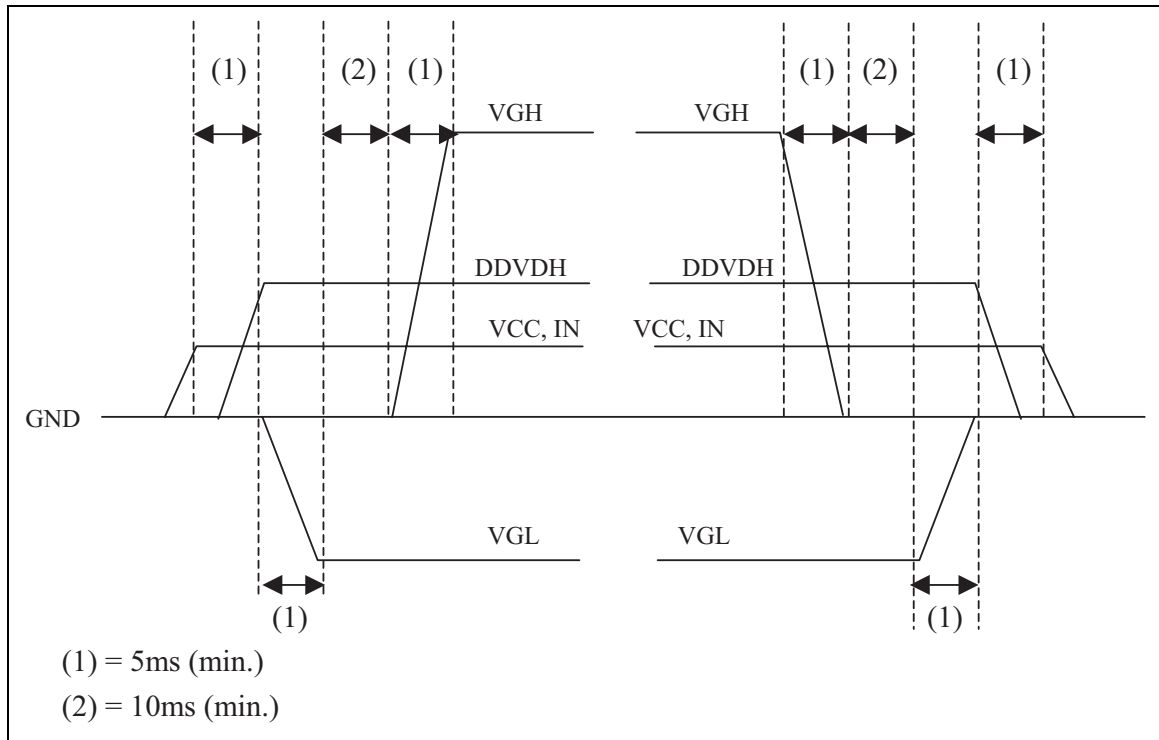 (1) (2) (1) (1) (2) (1)
VGH VGH
DDVDH DDVDH
VCC, IN VCC, IN
GND
VGL VGL
(1) (1)
(1) = 5ms (min.)
(2) = 10ms (min.)